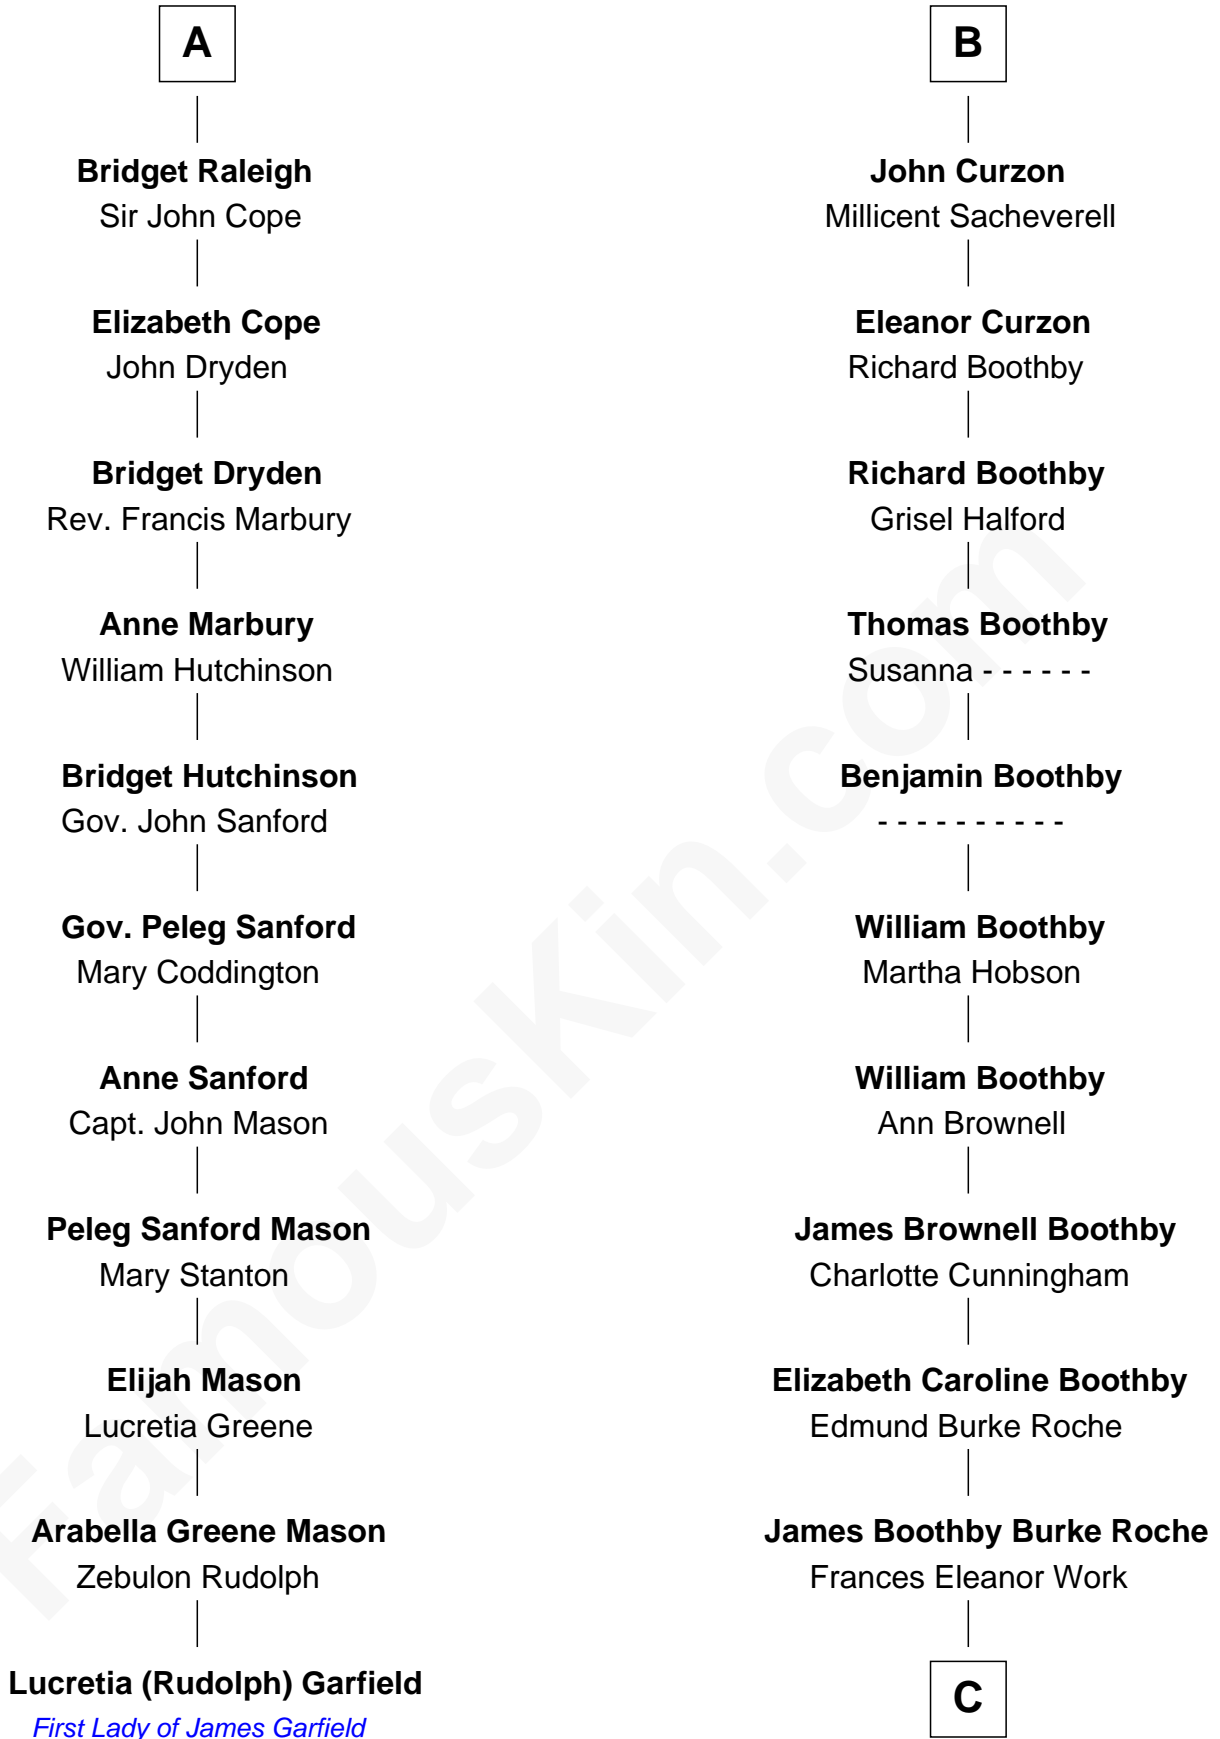 A
Bridget Raleigh
Sir John Cope
Elizabeth Cope
John Dryden
Bridget Dryden
Rev. Francis Marbury
Anne Marbury
William Hutchinson
Bridget Hutchinson
Gov. John Sanford
Gov. Peleg Sanford
Mary Coddington
Anne Sanford
Capt. John Mason
Peleg Sanford Mason
Mary Stanton
Elijah Mason
Lucretia Greene
Arabella Greene Mason
Zebulon Rudolph
Lucretia (Rudolph) Garfield
First Lady of James Garfield
B
John Curzon
Millicent Sacheverell
Eleanor Curzon
Richard Boothby
Richard Boothby
Grisel Halford
Thomas Boothby
Susanna - - - - - -
Benjamin Boothby
- - - - - - - - - -
William Boothby
Martha Hobson
William Boothby
Ann Brownell
James Brownell Boothby
Charlotte Cunningham
Elizabeth Caroline Boothby
Edmund Burke Roche
James Boothby Burke Roche
Frances Eleanor Work
C
FamousKin.com